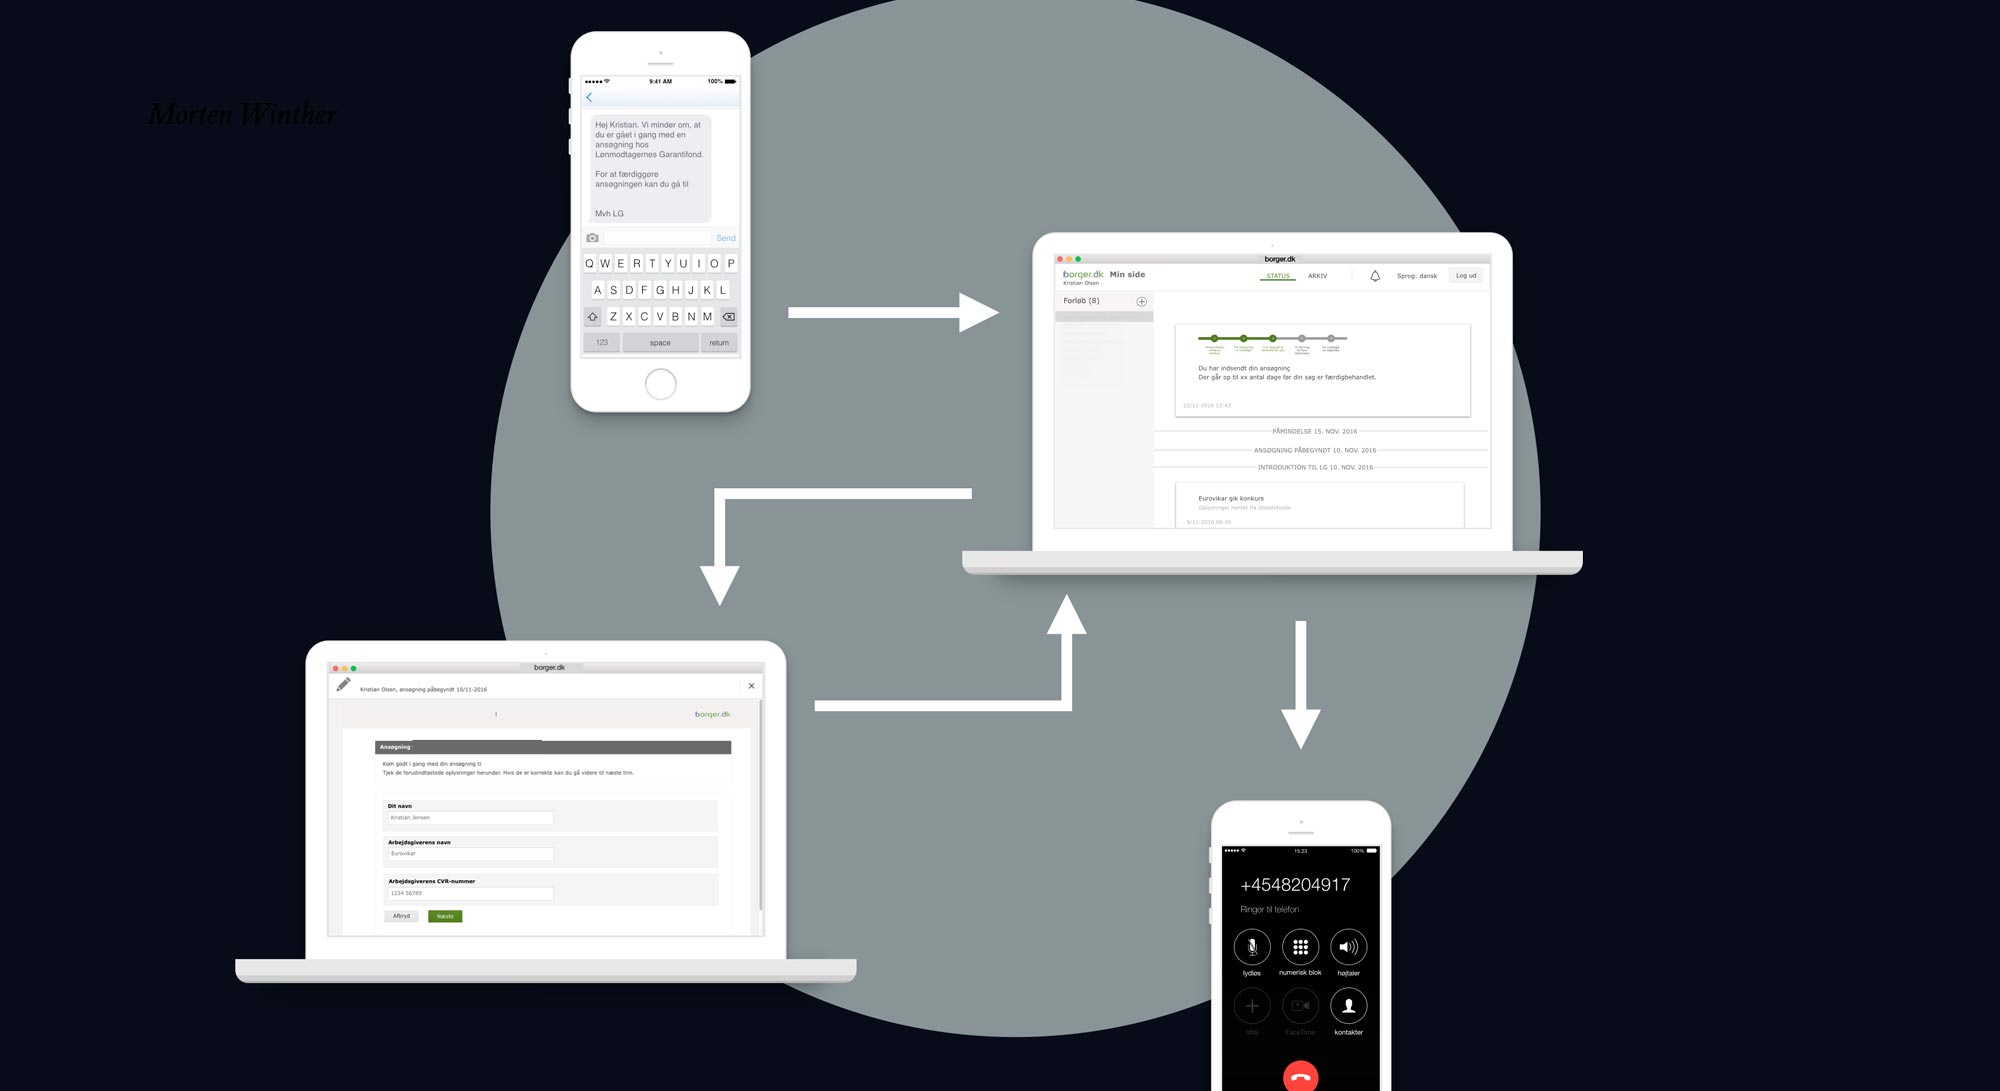 Morten Winther
9:41 AM
100%
Hej Kristian. Vi minder om, at
du er gået i gang med en
ansøgning hos
Lønmodtagernes Garantifond.
For at færdiggøre
ansøgningen kan du gå til
Mvh LG
Send
Q W E R T Y U I O P
A S D F G H J K L
Z X C V B N M
123 space return
borger.dk
borger.dk Min side
STATUS ARKIV Sprog: dansk Log ud
Kristian Olsen
Forløb (8)
Du har indsendt din ansøgning
Der går op til xx antal dage før din sag er færdigbehandlet.
22/11-2016 13:43
PÅMINDELSE 15. NOV. 2016
ANSØGNING PÅBEGYNDT 10. NOV. 2016
INTRODUKTION TIL LG 10. NOV. 2016
Eurovikar gik konkurs
Oplysninger hentet fra Statstidende
9/11-2016 08:00
borger.dk
Kristian Olsen, ansøgning påbegyndt 10/11-2016
borger.dk
Ansøgning
Kom godt i gang med din ansøgning til
Tjek de forudindtastede oplysninger herunder. Hvis de er korrekte kan du gå videre til næste trin.
Dit navn
Kristian Jensen
Arbejdsgiverens navn
Eurovikar
Arbejdsgiverens CVR-nummer
1234 56789
Afbryd Næste
15:23
100%
+4548204917
Ringer til telefon
lydløs numerisk blok højtaler
tilføj FaceTime kontakter